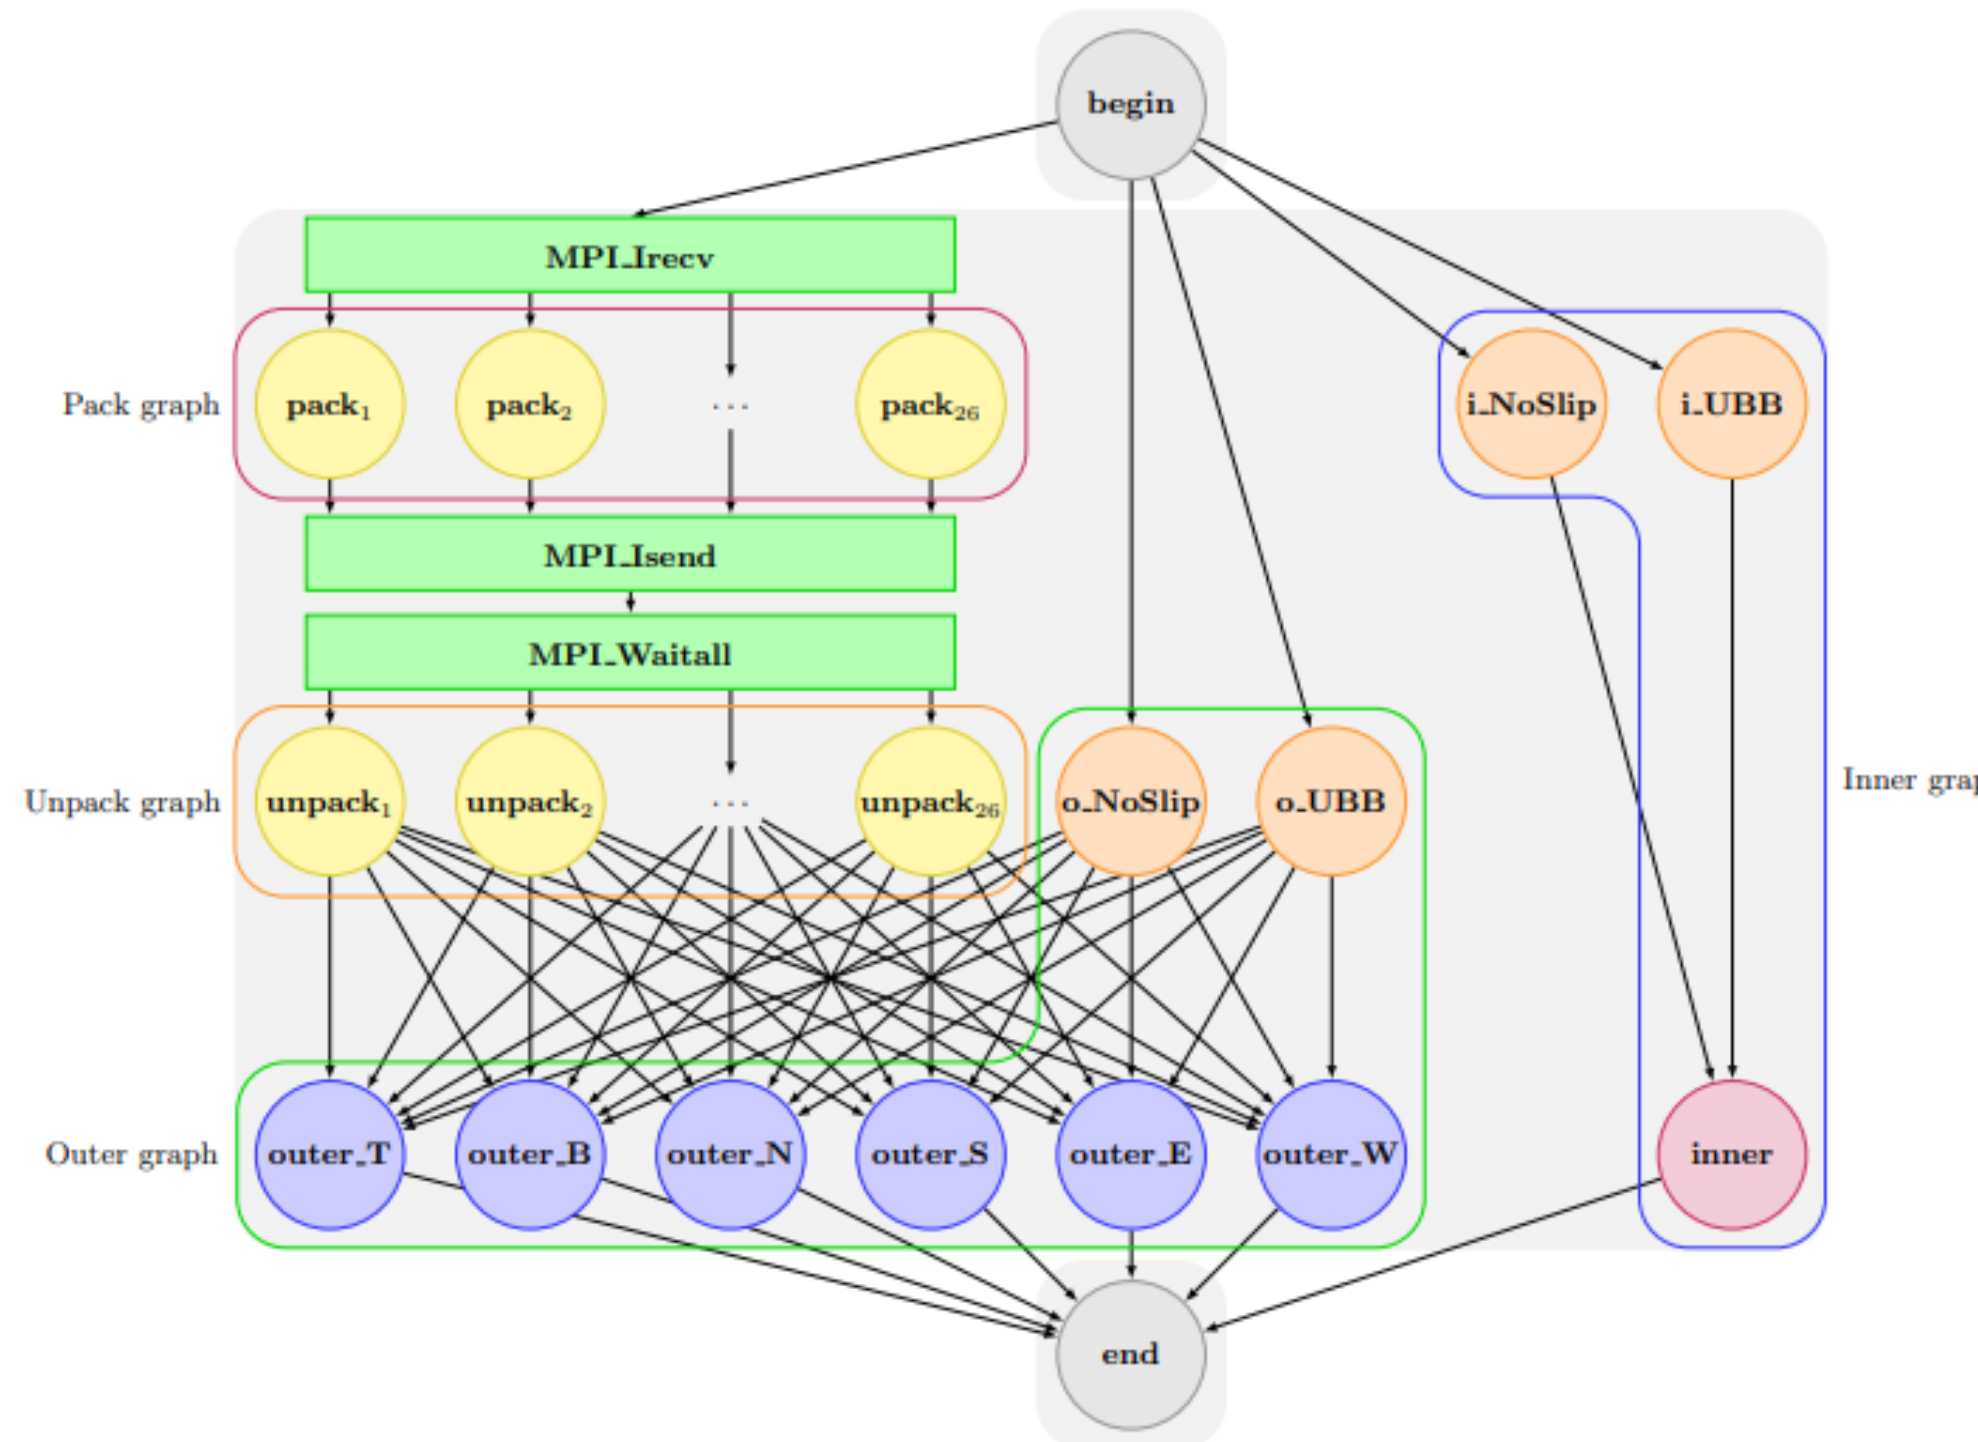 begin
MPI_Irecv
Pack graph
pack1
pack2
...
pack26
i_NoSlip
i_UBB
MPI_Isend
MPI_Waitall
Unpack graph
unpack1
unpack2
...
unpack26
o_NoSlip
o_UBB
Inner grap
Outer graph
outer_T
outer_B
outer_N
outer_S
outer_E
outer_W
inner
end